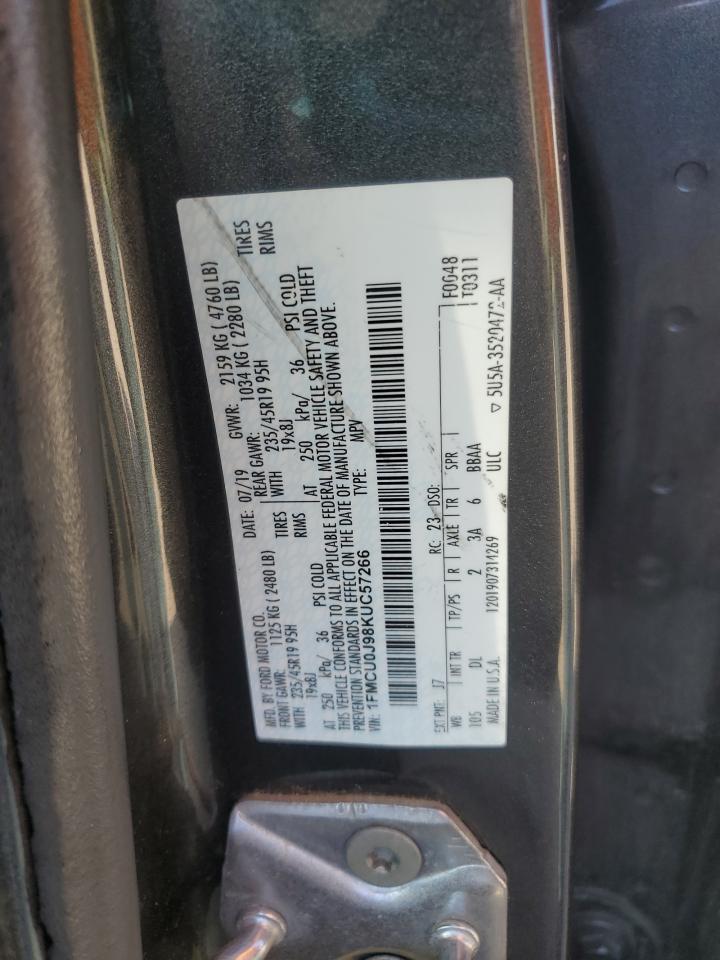 MFD. BY FORD MOTOR CO. DATE: 07/19 GVWR: 2159 KG ( 4760 LB)
FRONT GAWR: 1125 KG ( 2480 LB) REAR GAWR: 1034 KG ( 2280 LB)
WITH 235/45R19 95H TIRES WITH 235/45R19 95H TIRES
19x8J RIMS 19x8J RIMS
AT 250 kPa/ 36 PSI COLD AT 250 kPa/ 36 PSI COLD
THIS VEHICLE CONFORMS TO ALL APPLICABLE FEDERAL MOTOR VEHICLE SAFETY AND THEFT
PREVENTION STANDARDS IN EFFECT ON THE DATE OF MANUFACTURE SHOWN ABOVE.
VIN: 1FMCU0J98KUC57266 TYPE: MPV
EXT PNT: J7 RC: 23 DSO: F0648
WB INT TR TP/PS R AXLE TR SPR T0311
105 DL 2 3A 6 BBAA
MADE IN U.S.A. 1201907314269 ULC ▽ 5U5A-3520472-AA